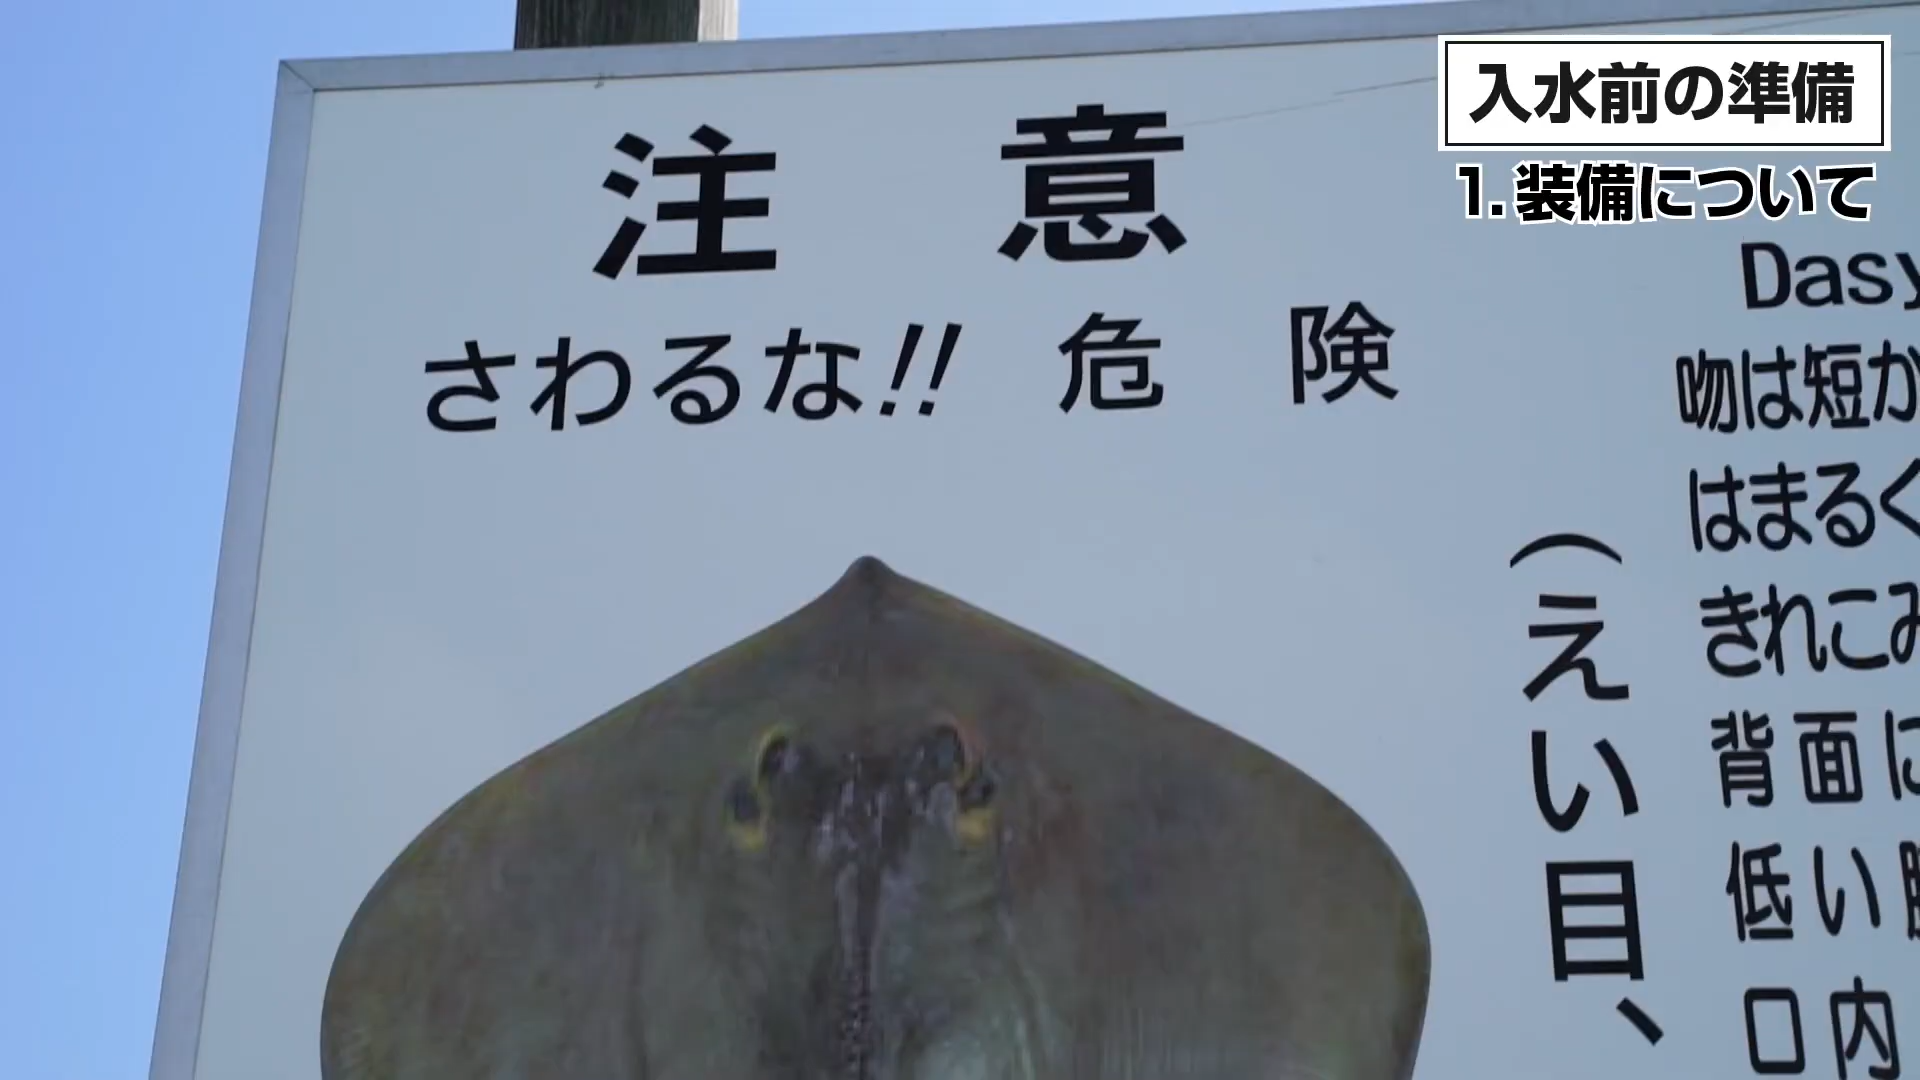 入水前の準備
1.装備について
注意
さわるな!! 危険
(えい目、
Dasy
吻は短か
はまるく
きれこみ
背面に
低い
口内